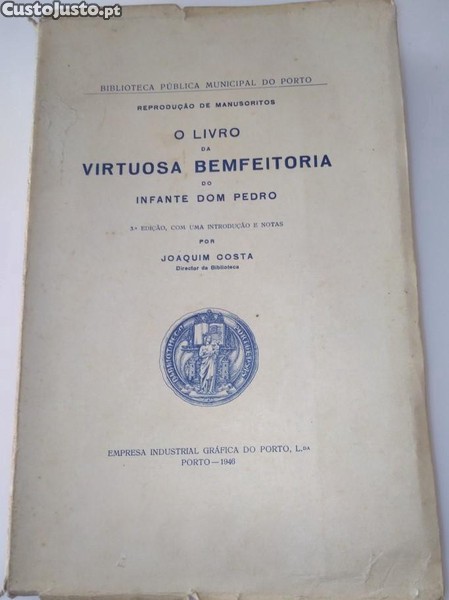 CustoJusto.pt
BIBLIOTECA PÚBLICA MUNICIPAL DO PORTO
REPRODUÇÃO DE MANUSCRITOS
O LIVRO
DA
VIRTUOSA BEMFEITORIA
DO
INFANTE DOM PEDRO
3.ª EDIÇÃO, COM UMA INTRODUÇÃO E NOTAS
POR
JOAQUIM COSTA
Director da Biblioteca
EMPRESA INDUSTRIAL GRÁFICA DO PORTO, L.DA
PORTO—1946